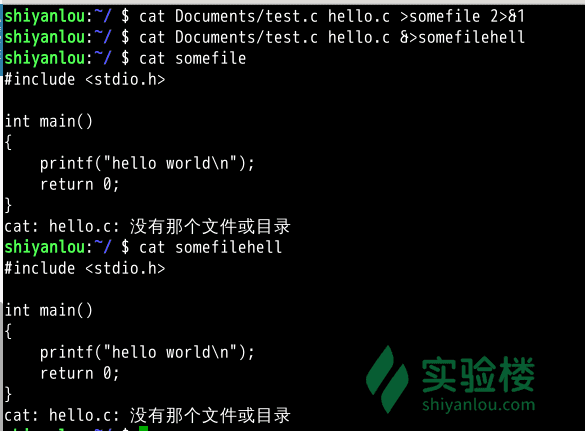 shiyanlou:~/ $ cat Documents/test.c hello.c >somefile 2>&1
shiyanlou:~/ $ cat Documents/test.c hello.c &>somefilehell
shiyanlou:~/ $ cat somefile
#include <stdio.h>

int main()
{
    printf("hello world\n");
    return 0;
}
cat: hello.c: 没有那个文件或目录
shiyanlou:~/ $ cat somefilehell
#include <stdio.h>

int main()
{
    printf("hello world\n");
    return 0;
}
cat: hello.c: 没有那个文件或目录
实验楼
shiyanlou.com